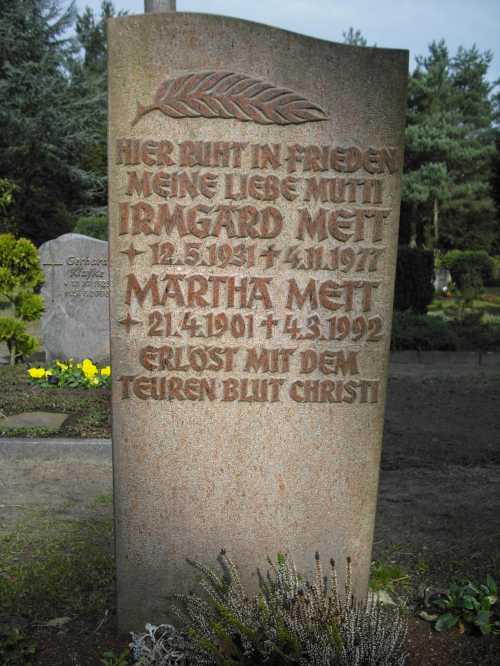 HIER RUHT IN FRIEDEN
MEINE LIEBE MUTTI
IRMGARD METT
12.5.1931 † 4.11.1977
MARTHA METT
21.4.1901 † 4.3.1992
ERLÖST MIT DEM
TEUREN BLUT CHRISTI
Gerhard